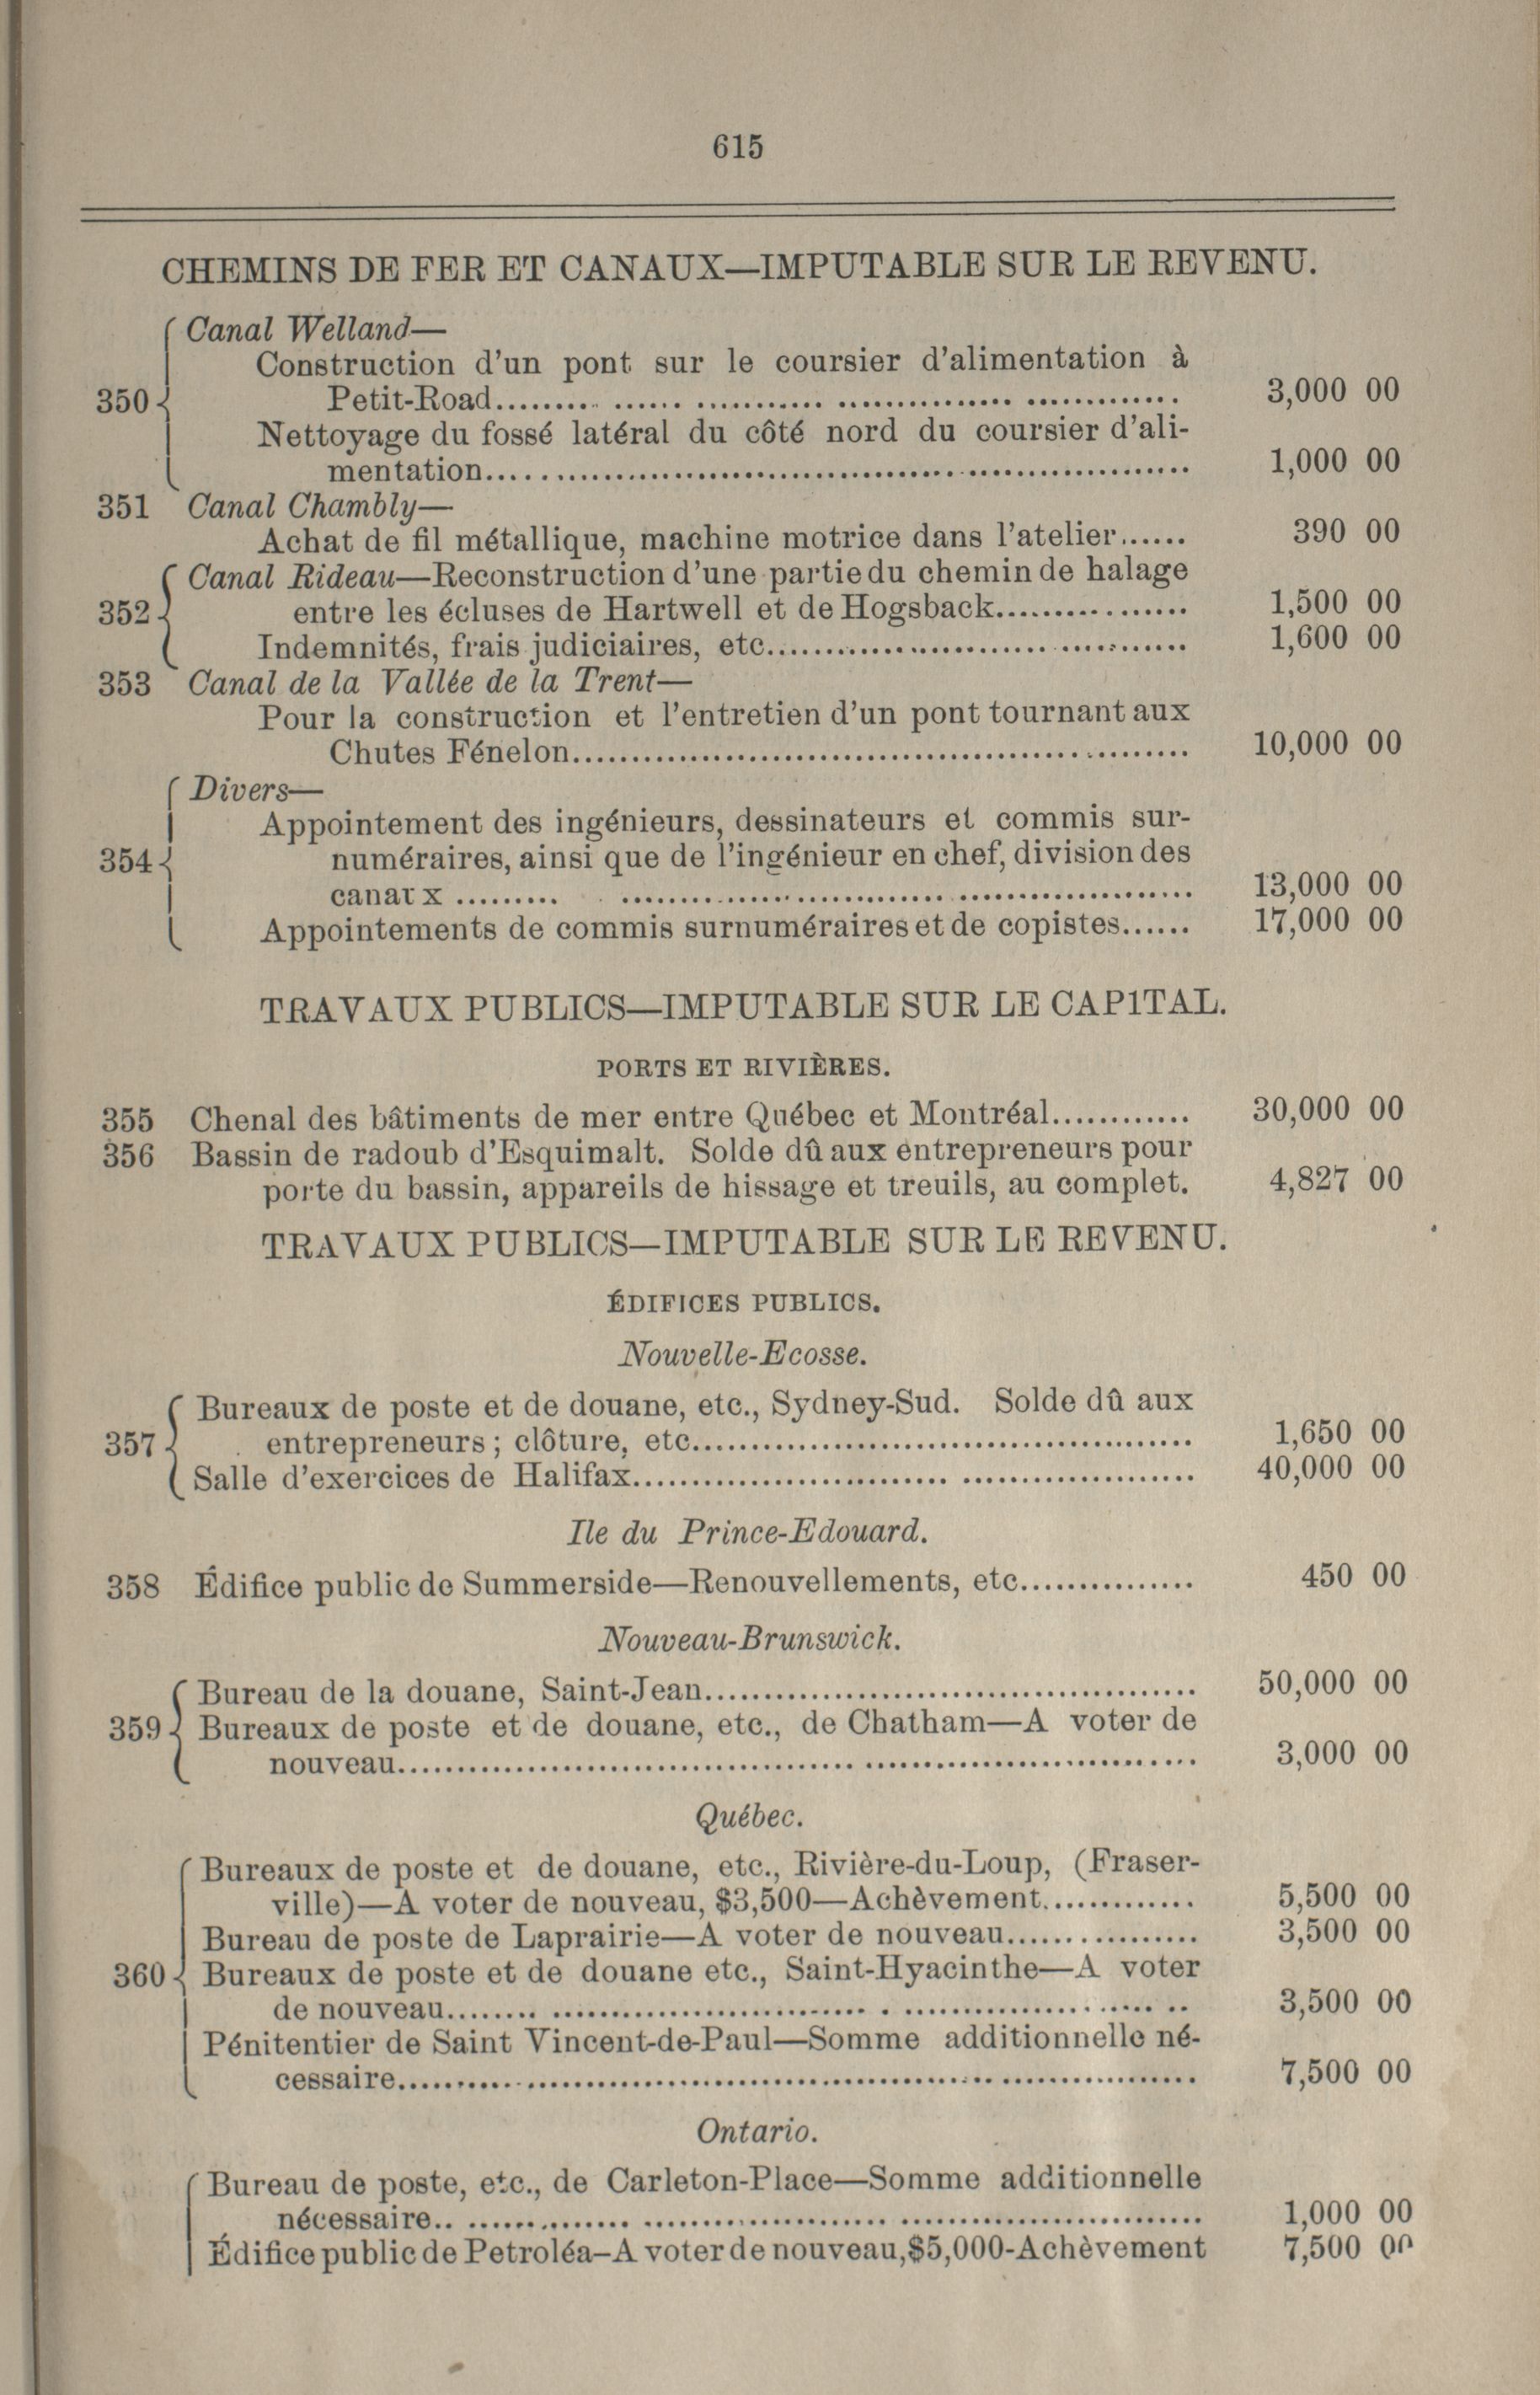 615
CHEMINS DE FER ET CANAUX—IMPUTABLE SUR LE REVENU.
Canal Welland—
Construction d'un pont sur le coursier d'alimentation à
350 Petit-Road........................................ 3,000 00
Nettoyage du fossé latéral du côté nord du coursier d'ali-
mentation........................................ 1,000 00
351 Canal Chambly—
Achat de fil métallique, machine motrice dans l'atelier...... 390 00
Canal Rideau—Reconstruction d'une partie du chemin de halage
352 entre les écluses de Hartwell et de Hogsback................ 1,500 00
Indemnités, frais judiciaires, etc................................ 1,600 00
353 Canal de la Vallée de la Trent—
Pour la construction et l'entretien d'un pont tournant aux
Chutes Fénelon........................................ 10,000 00
Divers—
Appointement des ingénieurs, dessinateurs et commis sur-
354 numéraires, ainsi que de l'ingénieur en chef, division des
canaux ........................................ 13,000 00
Appointements de commis surnuméraires et de copistes...... 17,000 00
TRAVAUX PUBLICS—IMPUTABLE SUR LE CAPITAL.
PORTS ET RIVIÈRES.
355 Chenal des bâtiments de mer entre Québec et Montréal............ 30,000 00
356 Bassin de radoub d'Esquimalt. Solde dû aux entrepreneurs pour
porte du bassin, appareils de hissage et treuils, au complet. 4,827 00
TRAVAUX PUBLICS—IMPUTABLE SUR LE REVENU.
ÉDIFICES PUBLICS.
Nouvelle-Ecosse.
Bureaux de poste et de douane, etc., Sydney-Sud. Solde dû aux
357 entrepreneurs; clôture, etc........................................ 1,650 00
Salle d'exercices de Halifax........................................ 40,000 00
Ile du Prince-Edouard.
358 Édifice public de Summerside—Renouvellements, etc............... 450 00
Nouveau-Brunswick.
Bureau de la douane, Saint-Jean........................................ 50,000 00
359 Bureaux de poste et de douane, etc., de Chatham—A voter de
nouveau........................................ 3,000 00
Québec.
Bureaux de poste et de douane, etc., Rivière-du-Loup, (Fraser-
ville)—A voter de nouveau, $3,500—Achèvement............. 5,500 00
Bureau de poste de Laprairie—A voter de nouveau................ 3,500 00
360 Bureaux de poste et de douane etc., Saint-Hyacinthe—A voter
de nouveau........................................ 3,500 00
Pénitentier de Saint Vincent-de-Paul—Somme additionnelle né-
cessaire........................................ 7,500 00
Ontario.
Bureau de poste, etc., de Carleton-Place—Somme additionnelle
nécessaire........................................ 1,000 00
Édifice public de Petroléa-A voter de nouveau, $5,000-Achèvement 7,500 00